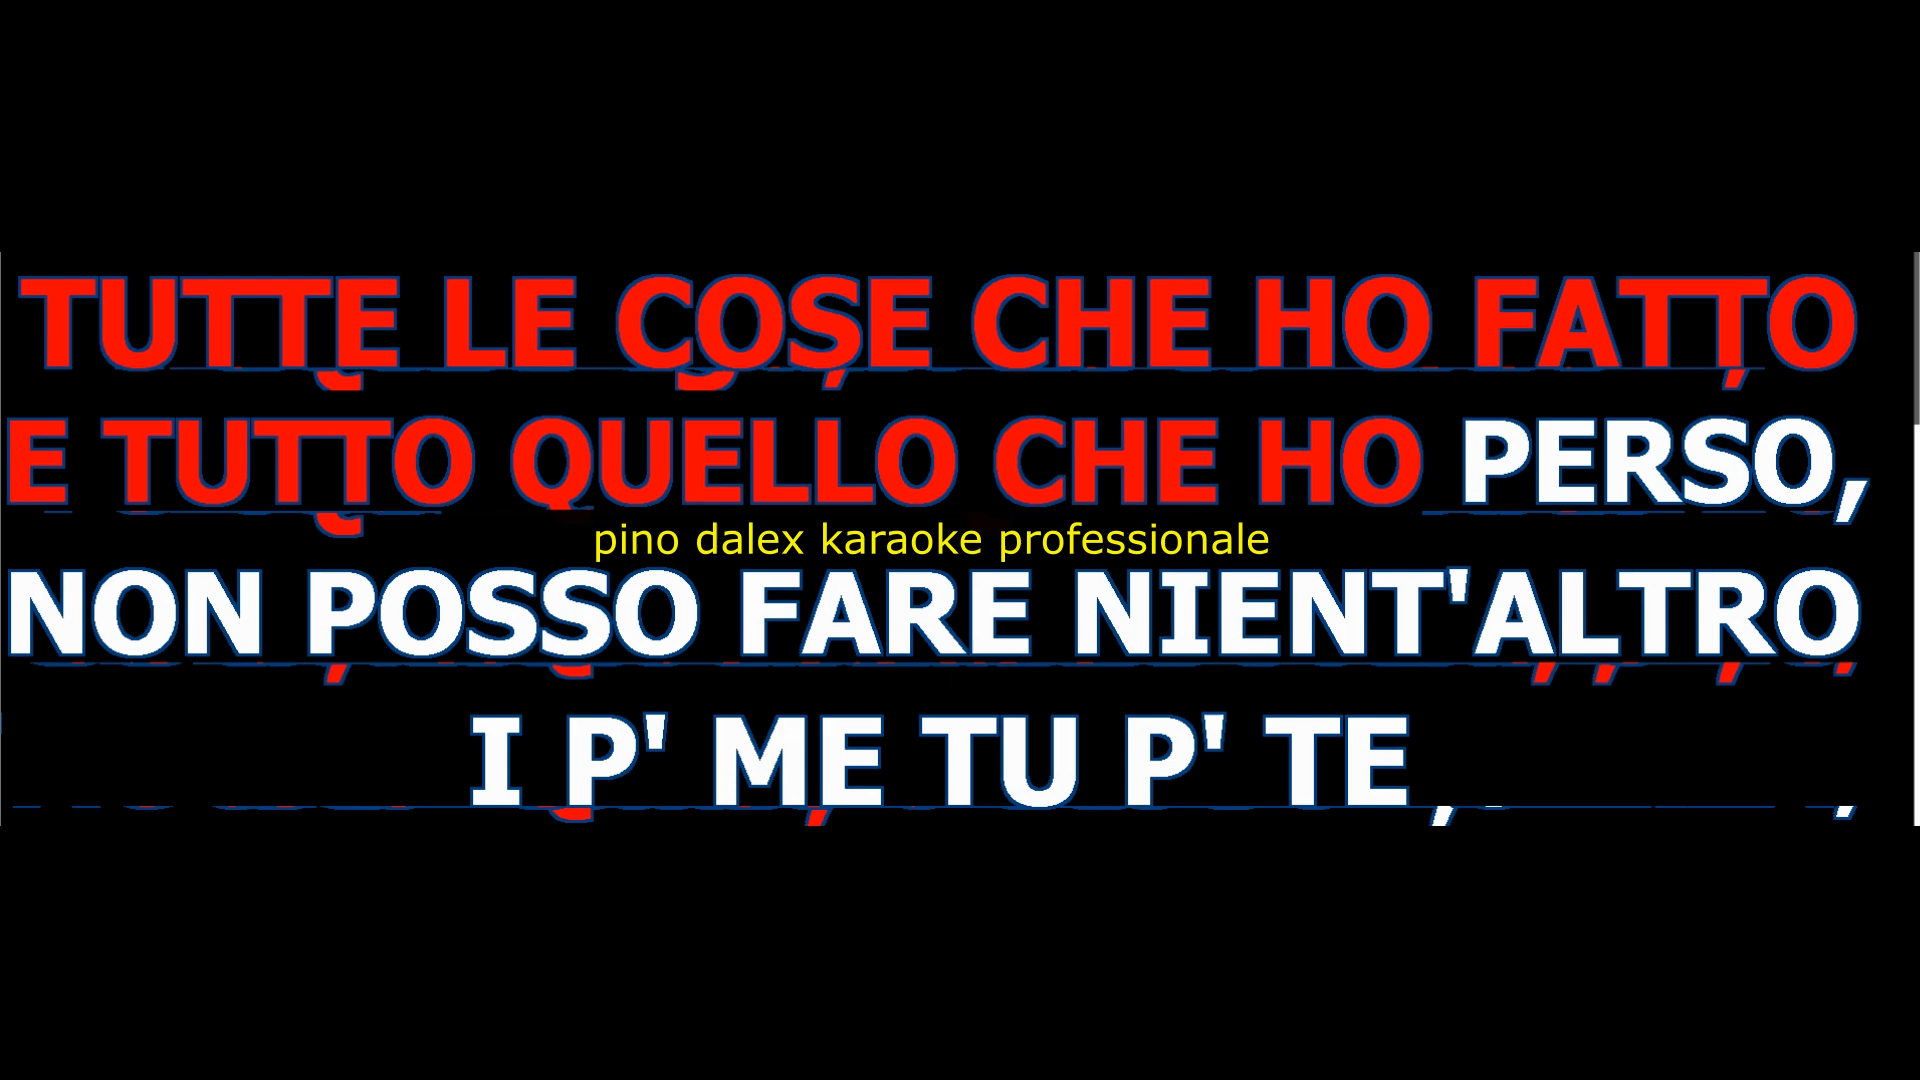 TUTTE LE COSE CHE HO FATTO
E TUTTO QUELLO CHE HO PERSO,
pino dalex karaoke professionale
NON POSSO FARE NIENT'ALTRO
I P' ME TU P' TE